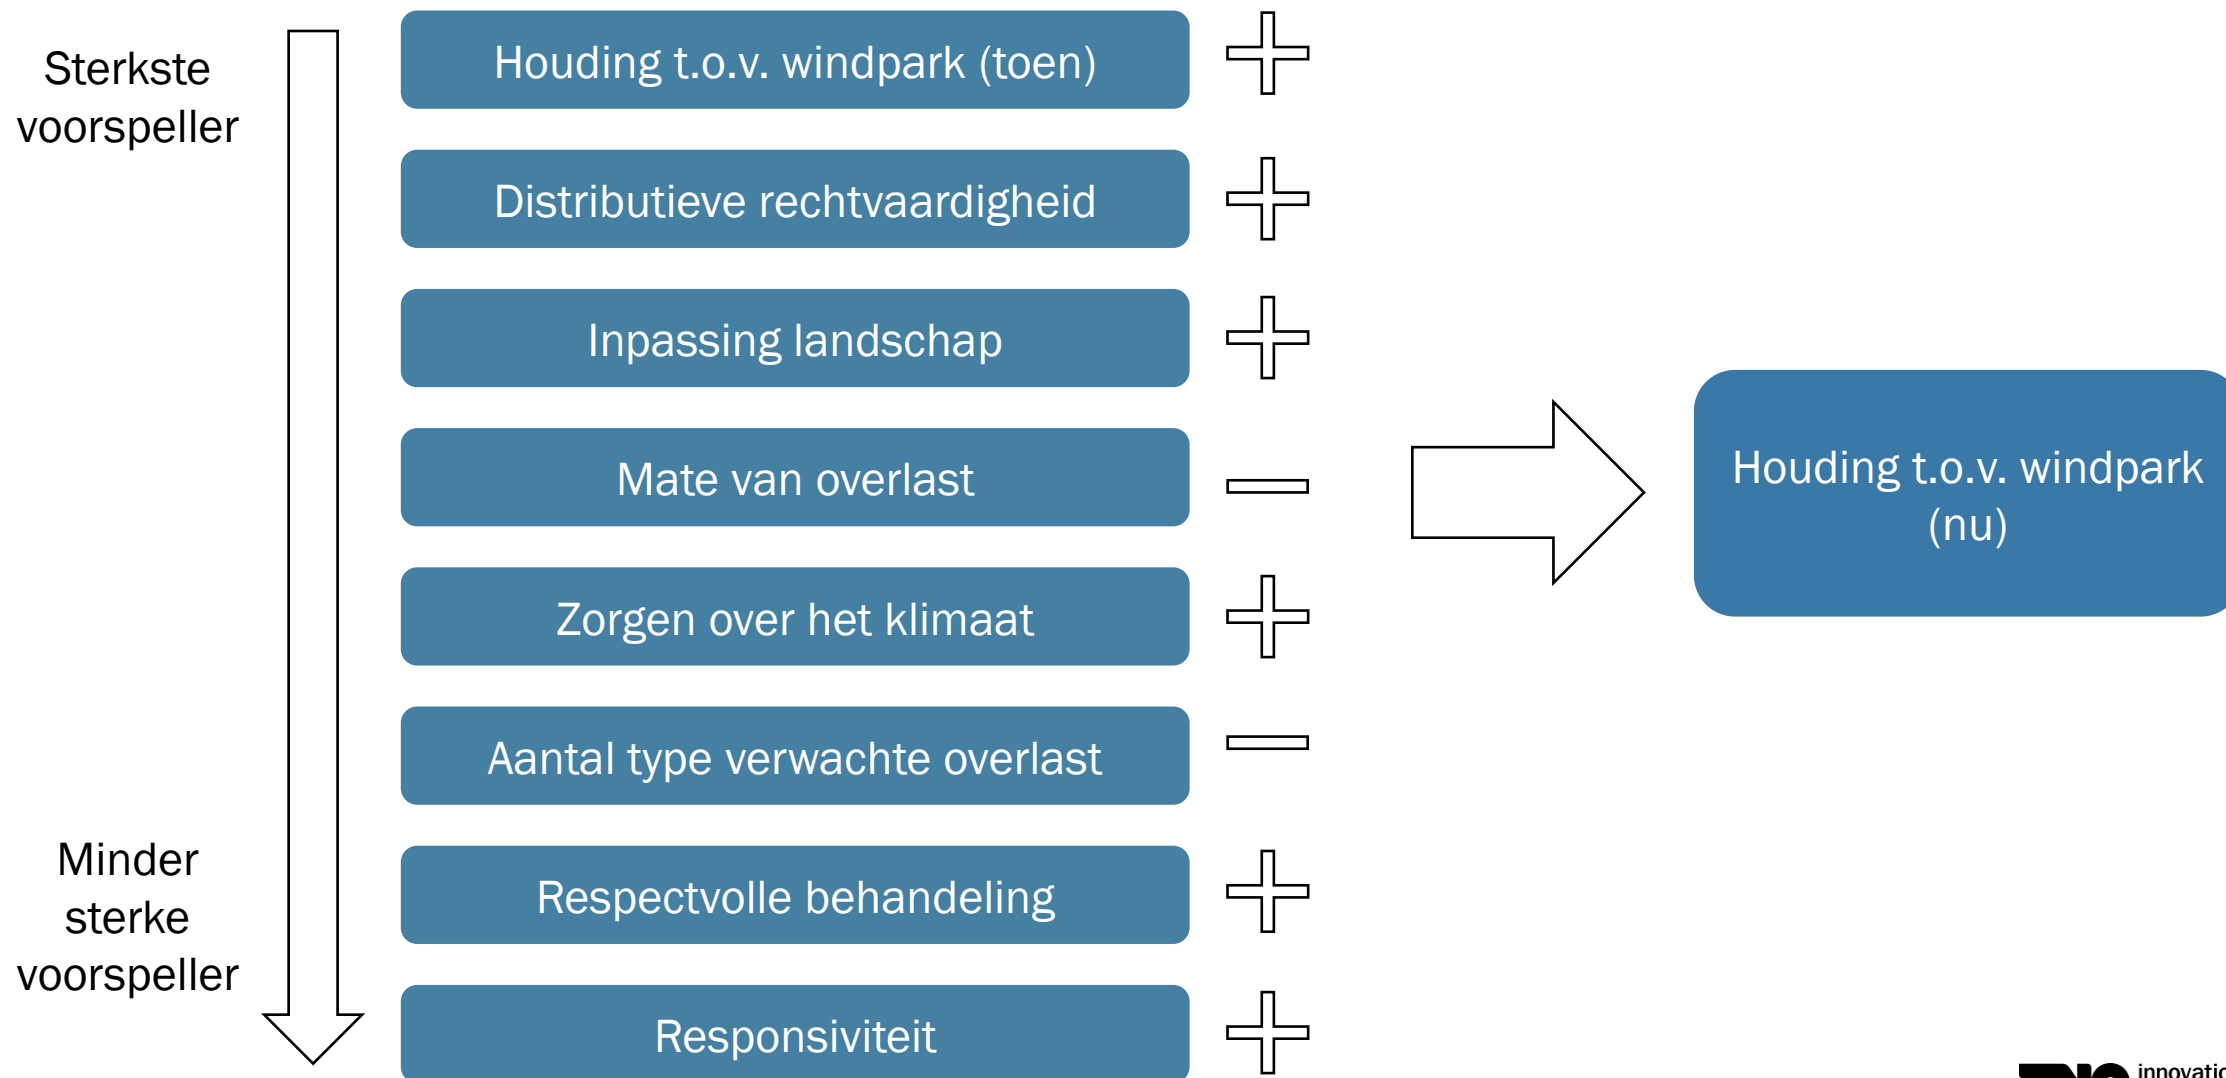 Sterkste
voorspeller
Houding t.o.v. windpark (toen)
Distributieve rechtvaardigheid
Inpassing landschap
Mate van overlast
Zorgen over het klimaat
Aantal type verwachte overlast
Minder
sterke
voorspeller
Respectvolle behandeling
Responsiviteit
Houding t.o.v. windpark
(nu)